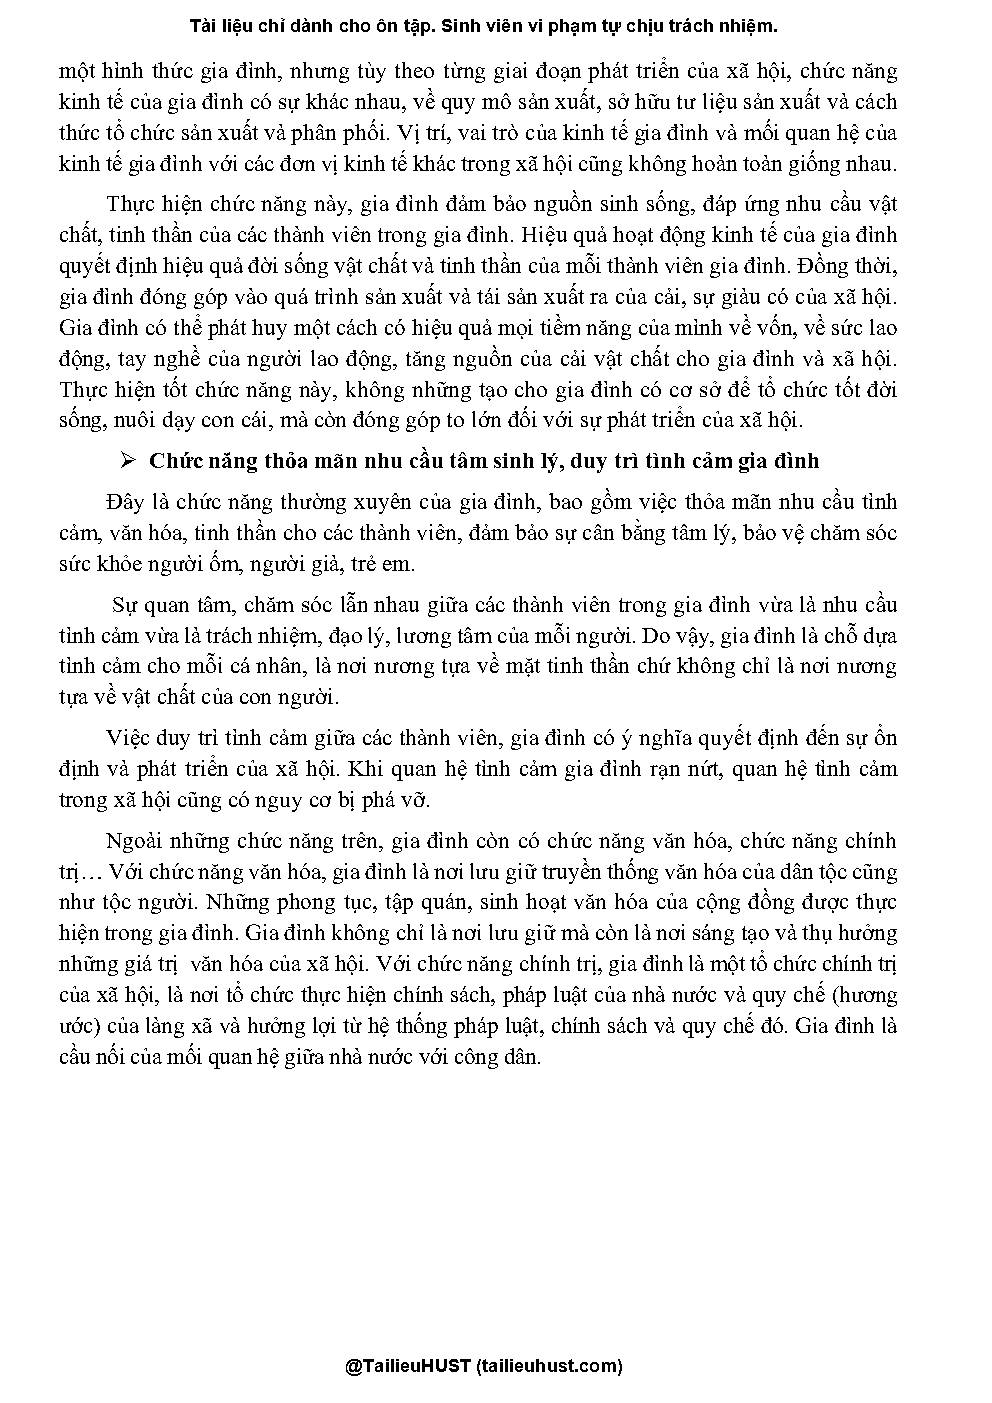 Tài liệu chỉ dành cho ôn tập. Sinh viên vi phạm tự chịu trách nhiệm.
một hình thức gia đình, nhưng tùy theo từng giai đoạn phát triển của xã hội, chức năng
kinh tế của gia đình có sự khác nhau, về quy mô sản xuất, sở hữu tư liệu sản xuất và cách
thức tổ chức sản xuất và phân phối. Vị trí, vai trò của kinh tế gia đình và mối quan hệ của
kinh tế gia đình với các đơn vị kinh tế khác trong xã hội cũng không hoàn toàn giống nhau.
Thực hiện chức năng này, gia đình đảm bảo nguồn sinh sống, đáp ứng nhu cầu vật
chất, tinh thần của các thành viên trong gia đình. Hiệu quả hoạt động kinh tế của gia đình
quyết định hiệu quả đời sống vật chất và tinh thần của mỗi thành viên gia đình. Đồng thời,
gia đình đóng góp vào quá trình sản xuất và tái sản xuất ra của cải, sự giàu có của xã hội.
Gia đình có thể phát huy một cách có hiệu quả mọi tiềm năng của mình về vốn, về sức lao
động, tay nghề của người lao động, tăng nguồn của cải vật chất cho gia đình và xã hội.
Thực hiện tốt chức năng này, không những tạo cho gia đình có cơ sở để tổ chức tốt đời
sống, nuôi dạy con cái, mà còn đóng góp to lớn đối với sự phát triển của xã hội.
➢ Chức năng thỏa mãn nhu cầu tâm sinh lý, duy trì tình cảm gia đình
Đây là chức năng thường xuyên của gia đình, bao gồm việc thỏa mãn nhu cầu tình
cảm, văn hóa, tinh thần cho các thành viên, đảm bảo sự cân bằng tâm lý, bảo vệ chăm sóc
sức khỏe người ốm, người già, trẻ em.
Sự quan tâm, chăm sóc lẫn nhau giữa các thành viên trong gia đình vừa là nhu cầu
tình cảm vừa là trách nhiệm, đạo lý, lương tâm của mỗi người. Do vậy, gia đình là chỗ dựa
tình cảm cho mỗi cá nhân, là nơi nương tựa về mặt tinh thần chứ không chỉ là nơi nương
tựa về vật chất của con người.
Việc duy trì tình cảm giữa các thành viên, gia đình có ý nghĩa quyết định đến sự ổn
định và phát triển của xã hội. Khi quan hệ tình cảm gia đình rạn nứt, quan hệ tình cảm
trong xã hội cũng có nguy cơ bị phá vỡ.
Ngoài những chức năng trên, gia đình còn có chức năng văn hóa, chức năng chính
trị… Với chức năng văn hóa, gia đình là nơi lưu giữ truyền thống văn hóa của dân tộc cũng
như tộc người. Những phong tục, tập quán, sinh hoạt văn hóa của cộng đồng được thực
hiện trong gia đình. Gia đình không chỉ là nơi lưu giữ mà còn là nơi sáng tạo và thụ hưởng
những giá trị văn hóa của xã hội. Với chức năng chính trị, gia đình là một tổ chức chính trị
của xã hội, là nơi tổ chức thực hiện chính sách, pháp luật của nhà nước và quy chế (hương
ước) của làng xã và hưởng lợi từ hệ thống pháp luật, chính sách và quy chế đó. Gia đình là
cầu nối của mối quan hệ giữa nhà nước với công dân.
@TailieuHUST (tailieuhust.com)